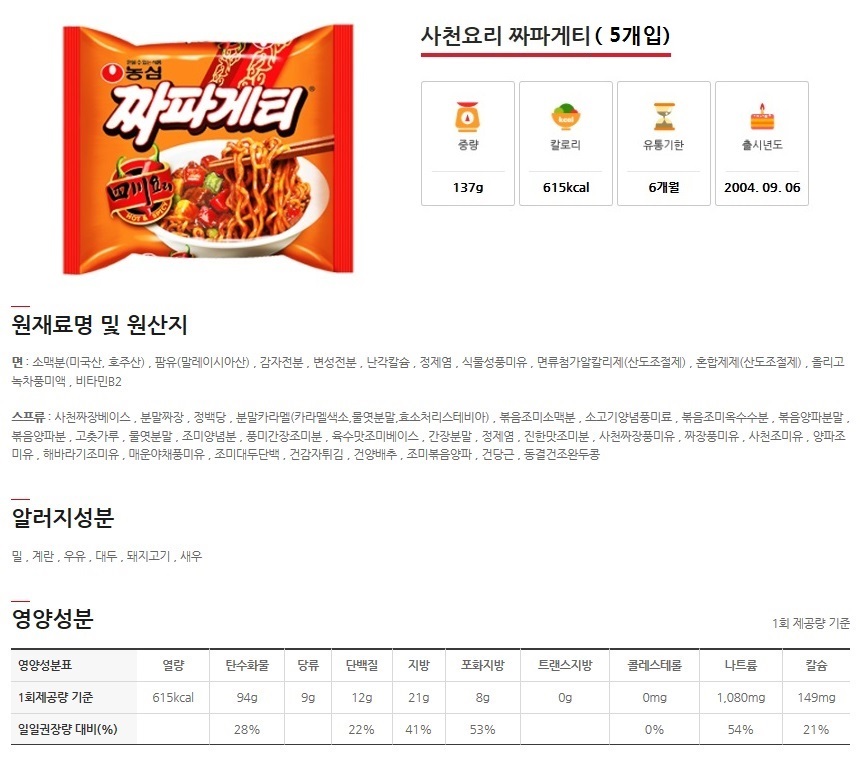 사천요리 짜파게티 ( 5개입)
농심
짜파게티
사천요리
HOT & SPICY
중량
칼로리
유통기한
출시년도
137g
615kcal
6개월
2004. 09. 06
원재료명 및 원산지
면 : 소맥분(미국산, 호주산) , 팜유(말레이시아산) , 감자전분 , 변성전분 , 난각칼슘 , 정제염 , 식물성풍미유 , 면류첨가알칼리제(산도조절제) , 혼합제제(산도조절제) , 올리고
녹차풍미액 , 비타민B2
스프류 : 사천짜장베이스 , 분말짜장 , 정백당 , 분말카라멜(카라멜색소,물엿분말,효소처리스테비아) , 볶음조미소맥분 , 소고기양념풍미료 , 볶음조미옥수수분 , 볶음양파분말 ,
볶음양파분 , 고춧가루 , 물엿분말 , 조미양념분 , 풍미간장조미분 , 육수맛조미베이스 , 간장분말 , 정제염 , 진한맛조미분 , 사천짜장풍미유 , 짜장풍미유 , 사천조미유 , 양파조
미유 , 해바라기조미유 , 매운야채풍미유 , 조미대두단백 , 건감자튀김 , 건양배추 , 조미볶음양파 , 건당근 , 동결건조완두콩
알러지성분
밀 , 계란 , 우유 , 대두 , 돼지고기 , 새우
영양성분
1회 제공량 기준
영양성분표 열량 탄수화물 당류 단백질 지방 포화지방 트랜스지방 콜레스테롤 나트륨 칼슘
1회제공량 기준 615kcal 94g 9g 12g 21g 8g 0g 0mg 1,080mg 149mg
일일권장량 대비(%) 28% 22% 41% 53% 0% 54% 21%